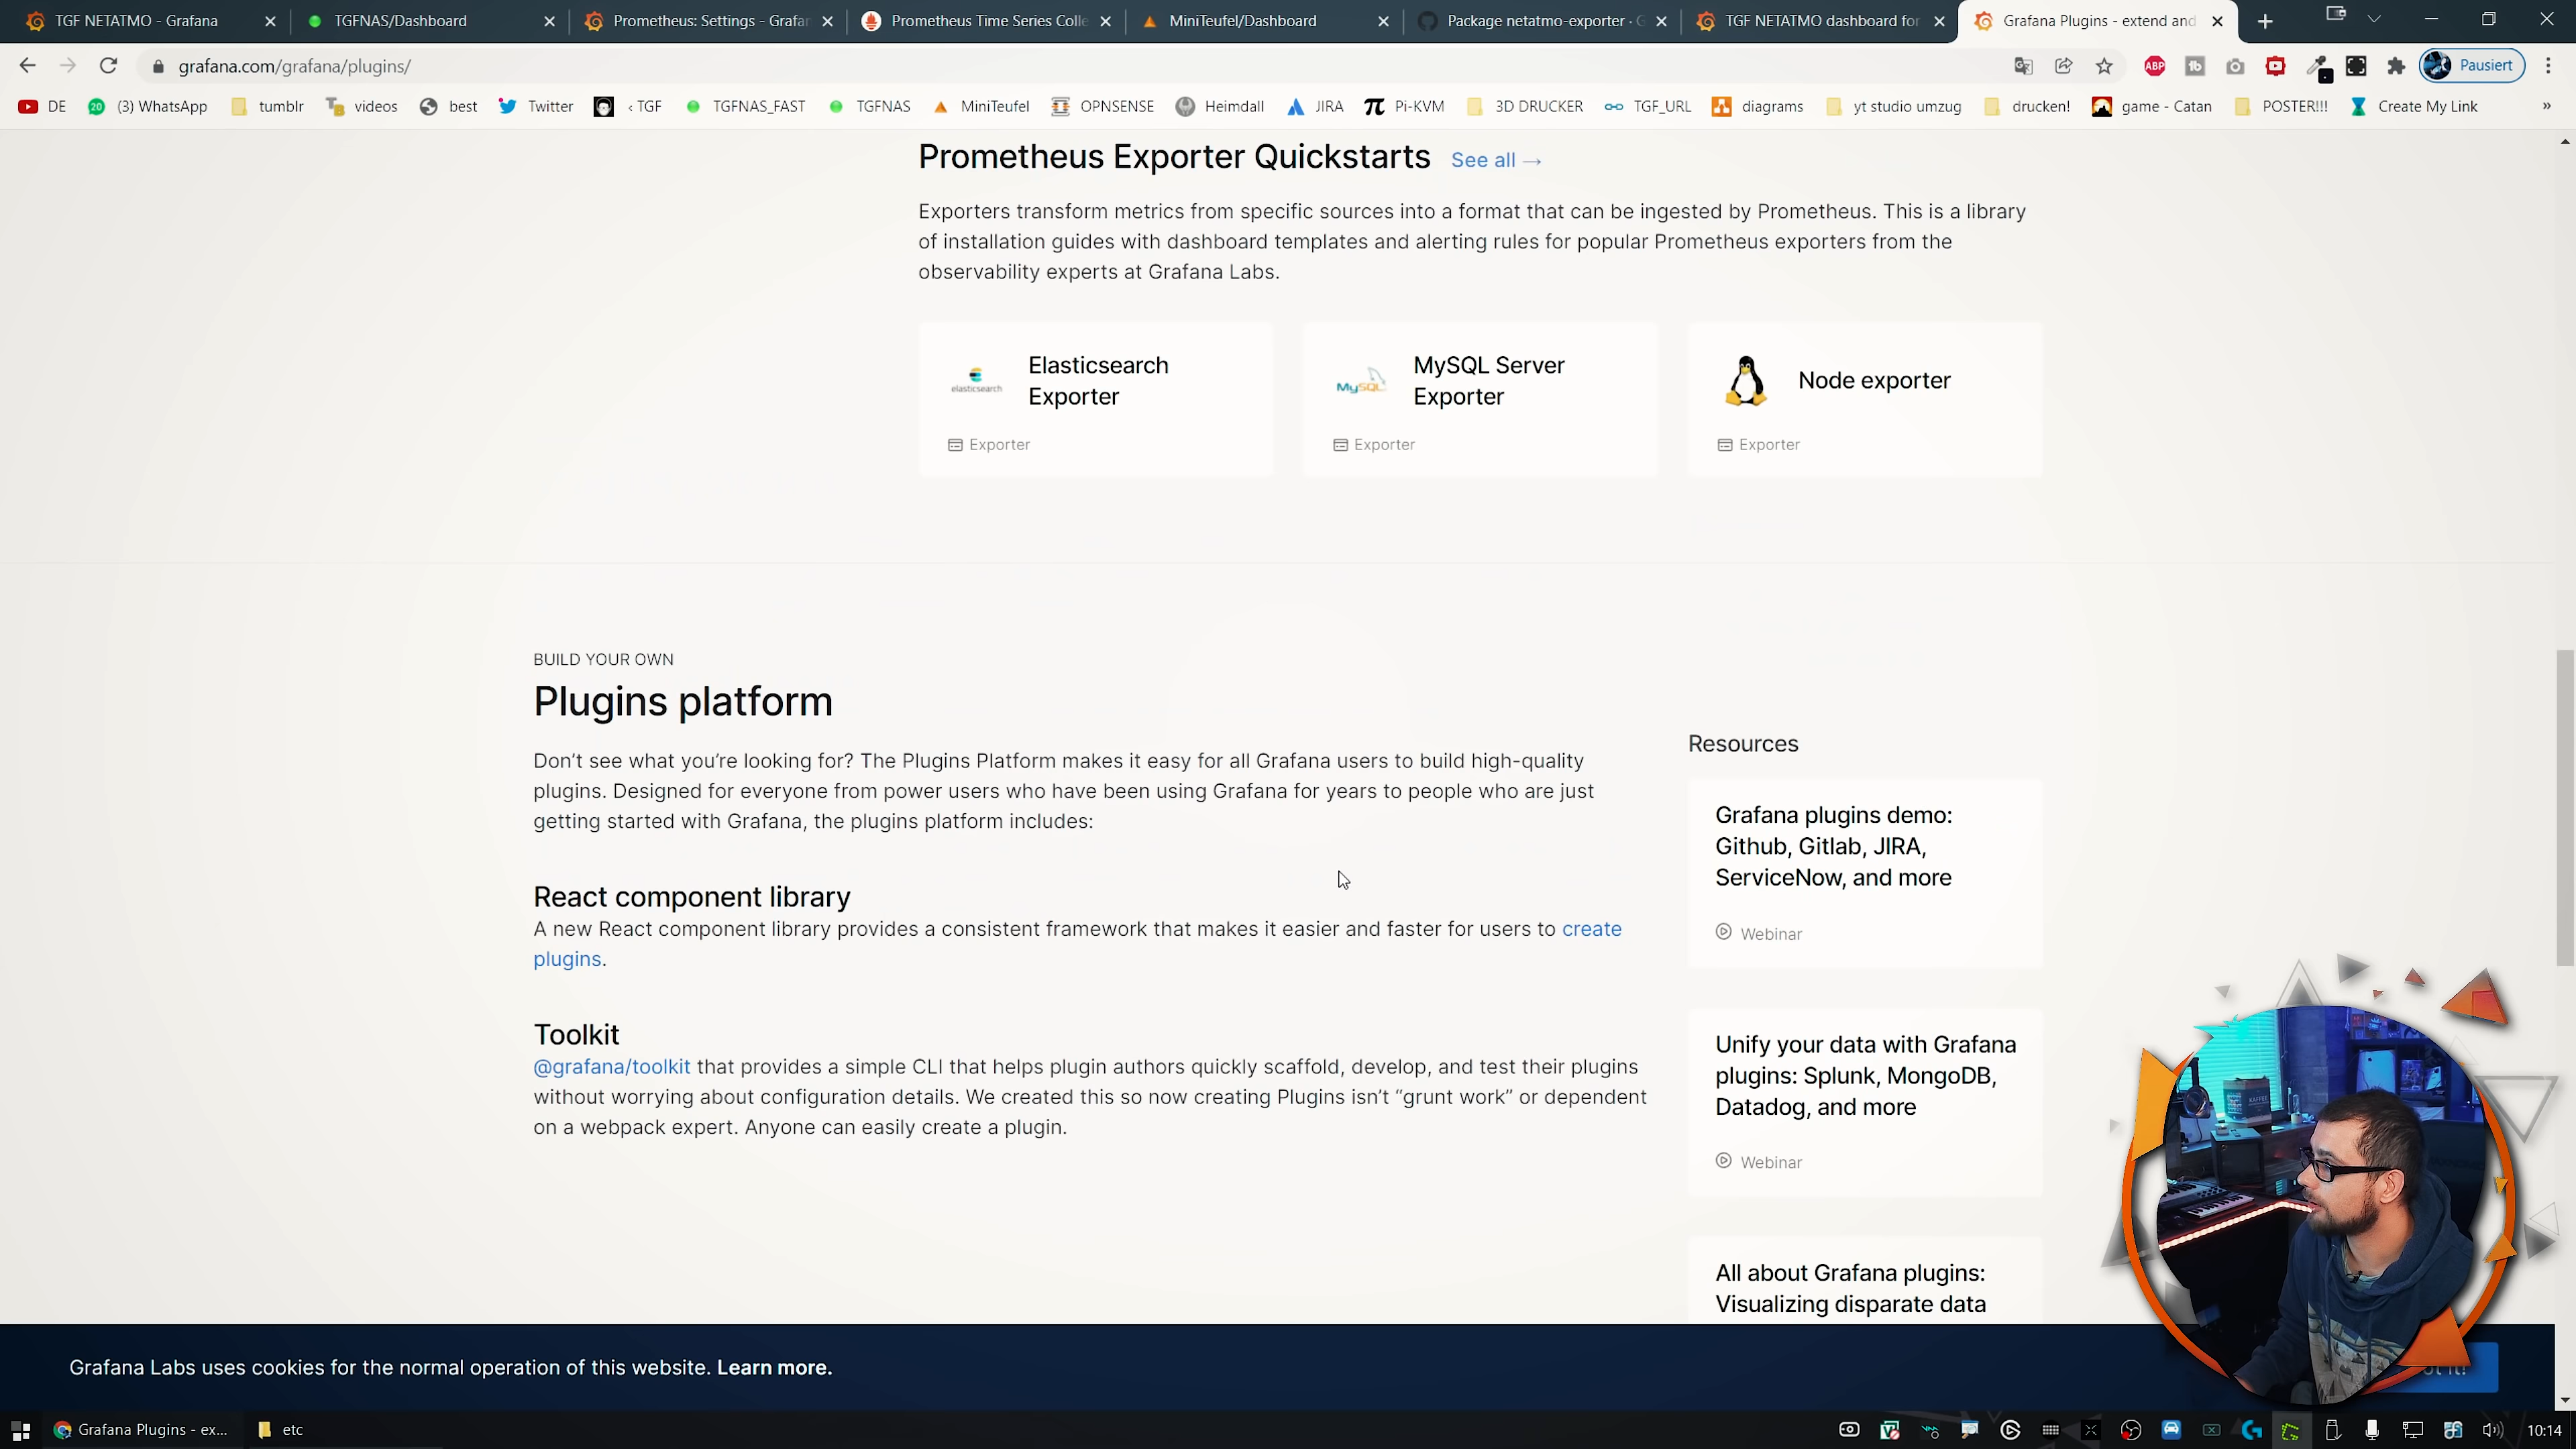 TGF NETATMO - Grafana
TGFNAS/Dashboard
Prometheus: Settings - Grafar
Prometheus Time Series Colle
MiniTeufel/Dashboard
Package netatmo-exporter · G
TGF NETATMO dashboard for
Grafana Plugins - extend and
grafana.com/grafana/plugins/
ABP
Pausiert
DE
20
(3) WhatsApp
tumblr
videos
best
Twitter
‹ TGF
TGFNAS_FAST
TGFNAS
MiniTeufel
OPNSENSE
Heimdall
JIRA
Pi-KVM
3D DRUCKER
TGF_URL
diagrams
yt studio umzug
drucken!
game - Catan
POSTER!!!
Create My Link
»
Prometheus Exporter Quickstarts See all →
Exporters transform metrics from specific sources into a format that can be ingested by Prometheus. This is a library
of installation guides with dashboard templates and alerting rules for popular Prometheus exporters from the
observability experts at Grafana Labs.
elasticsearch
Elasticsearch
Exporter
Exporter
MySQL
MySQL Server
Exporter
Exporter
Node exporter
Exporter
BUILD YOUR OWN
Plugins platform
Don’t see what you’re looking for? The Plugins Platform makes it easy for all Grafana users to build high-quality
plugins. Designed for everyone from power users who have been using Grafana for years to people who are just
getting started with Grafana, the plugins platform includes:
React component library
A new React component library provides a consistent framework that makes it easier and faster for users to create
plugins.
Toolkit
@grafana/toolkit that provides a simple CLI that helps plugin authors quickly scaffold, develop, and test their plugins
without worrying about configuration details. We created this so now creating Plugins isn’t “grunt work” or dependent
on a webpack expert. Anyone can easily create a plugin.
Resources
Grafana plugins demo:
Github, Gitlab, JIRA,
ServiceNow, and more
Webinar
Unify your data with Grafana
plugins: Splunk, MongoDB,
Datadog, and more
Webinar
All about Grafana plugins:
Visualizing disparate data
KAFFEE
Grafana Labs uses cookies for the normal operation of this website. Learn more.
Grafana Plugins - ex...
etc
10:14